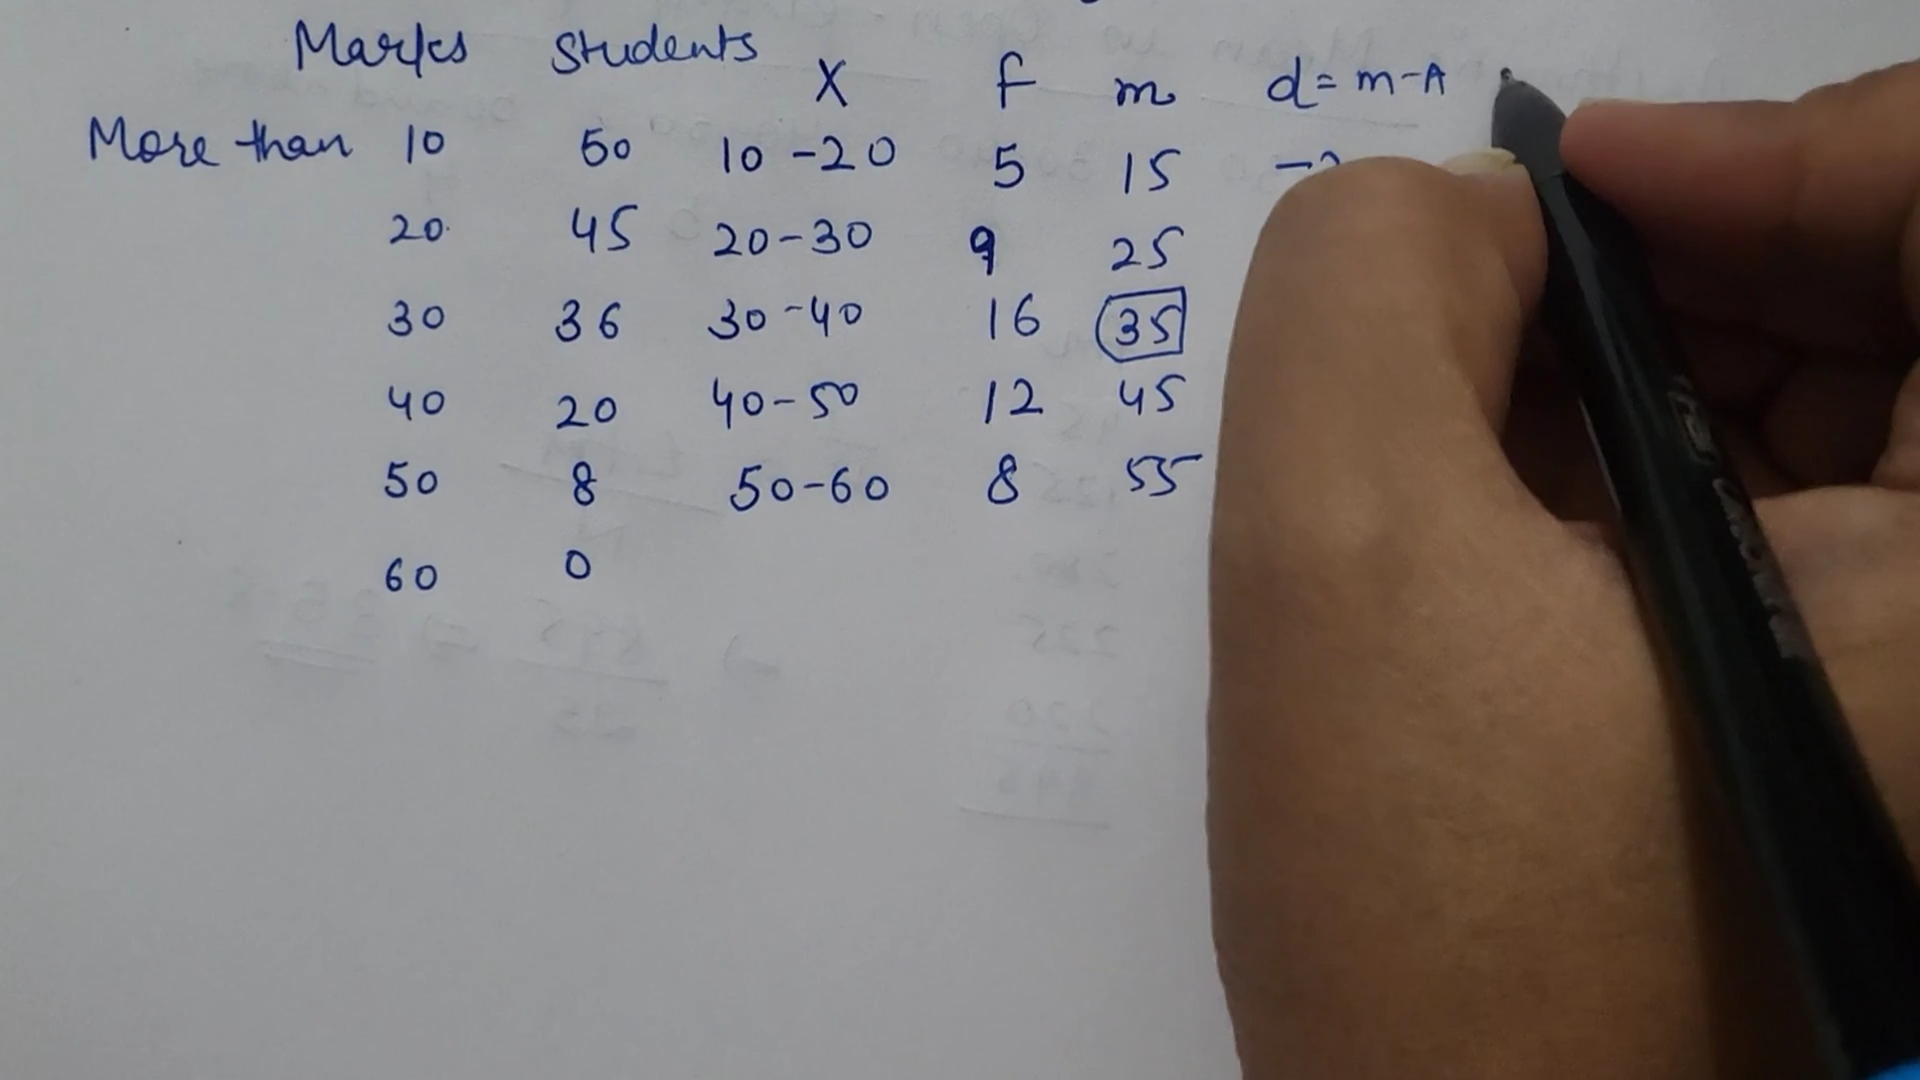 Marks Students X f m d = m-A
More than 10 50 10-20 5 15
20 45 20-30 9 25
30 36 30-40 16 35
40 20 40-50 12 45
50 8 50-60 8 55
60 0